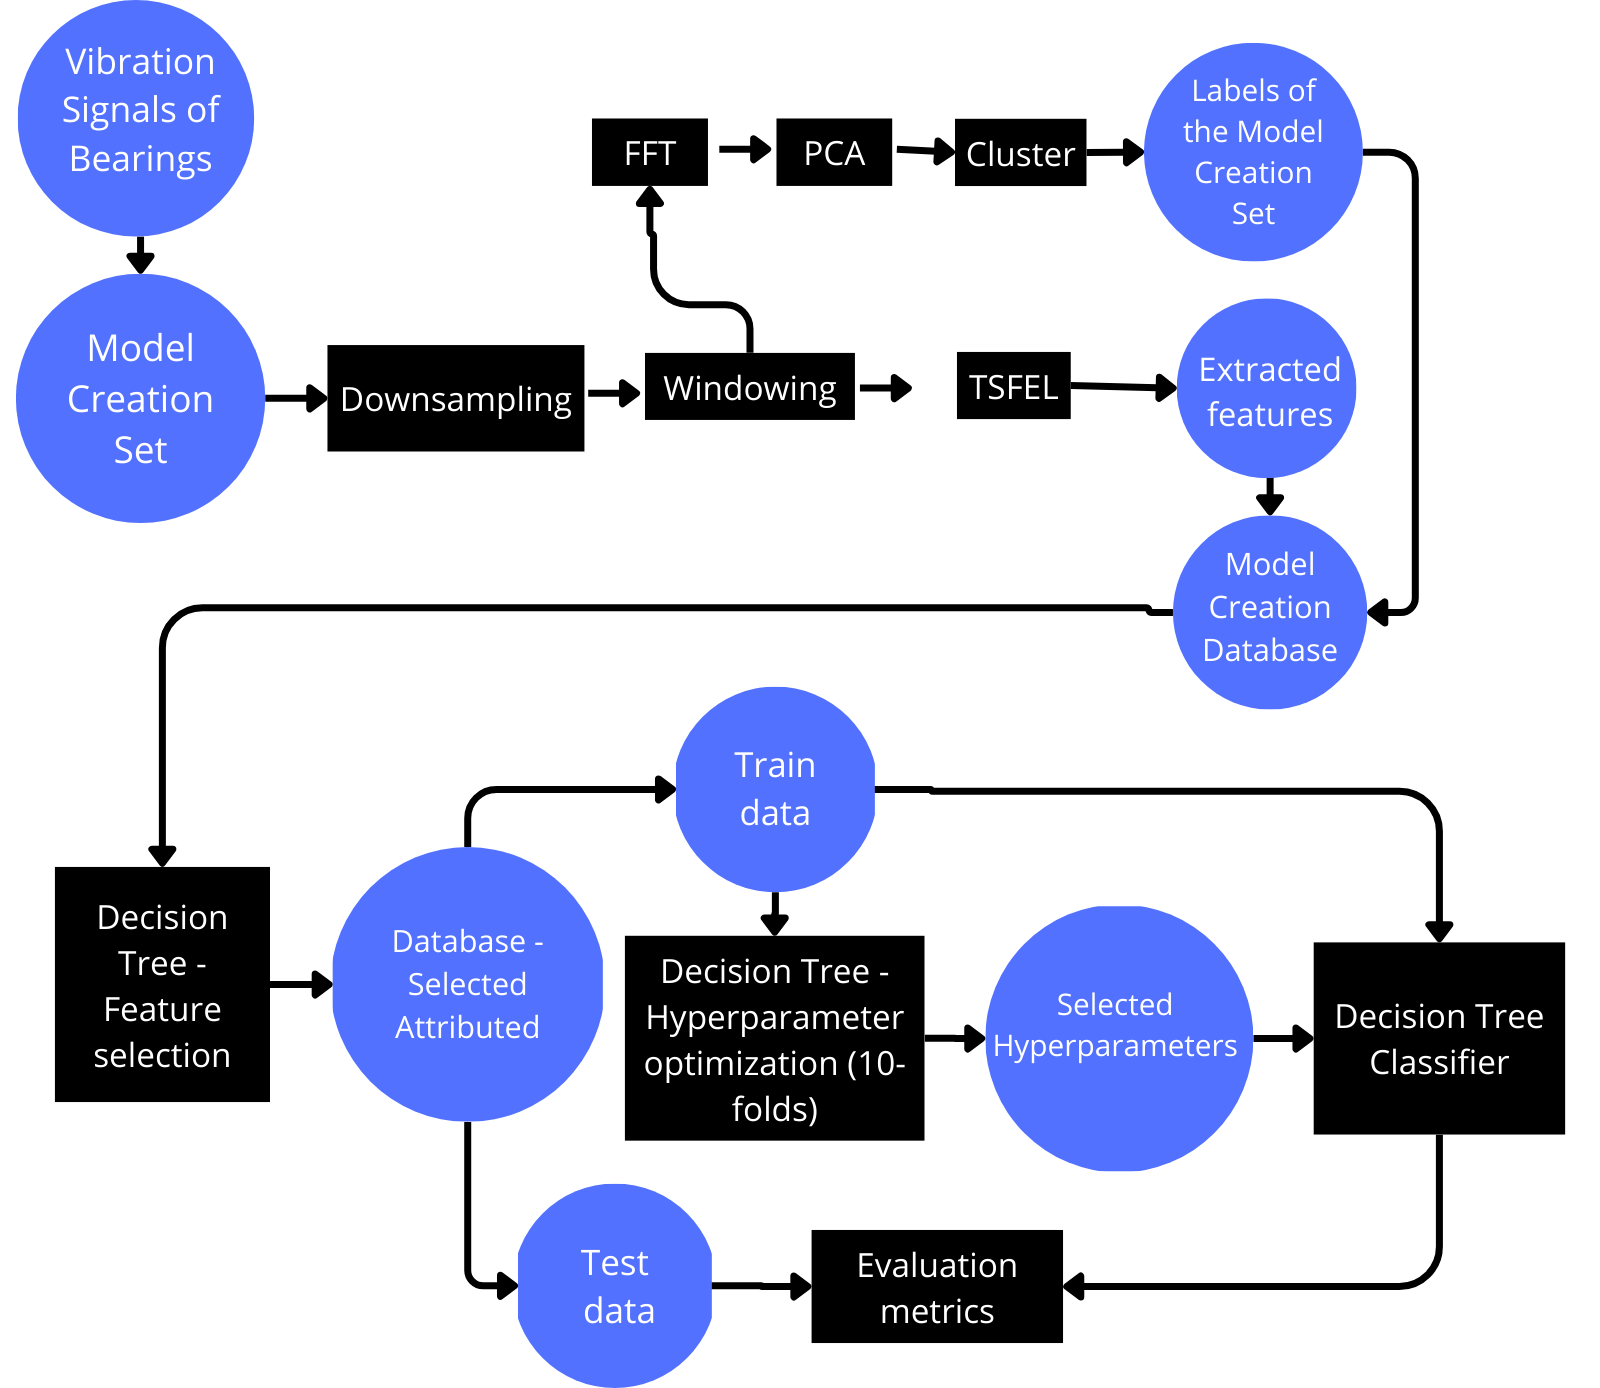 Vibration
Signals of
Bearings
Model
Creation
Set
Downsampling
Windowing
FFT
PCA
Cluster
Labels of
the Model
Creation
Set
TSFEL
Extracted
features
Model
Creation
Database
Decision
Tree -
Feature
selection
Database -
Selected
Attributed
Train
data
Decision Tree -
Hyperparameter
optimization (10-
folds)
Selected
Hyperparameters
Decision Tree
Classifier
Test
data
Evaluation
metrics